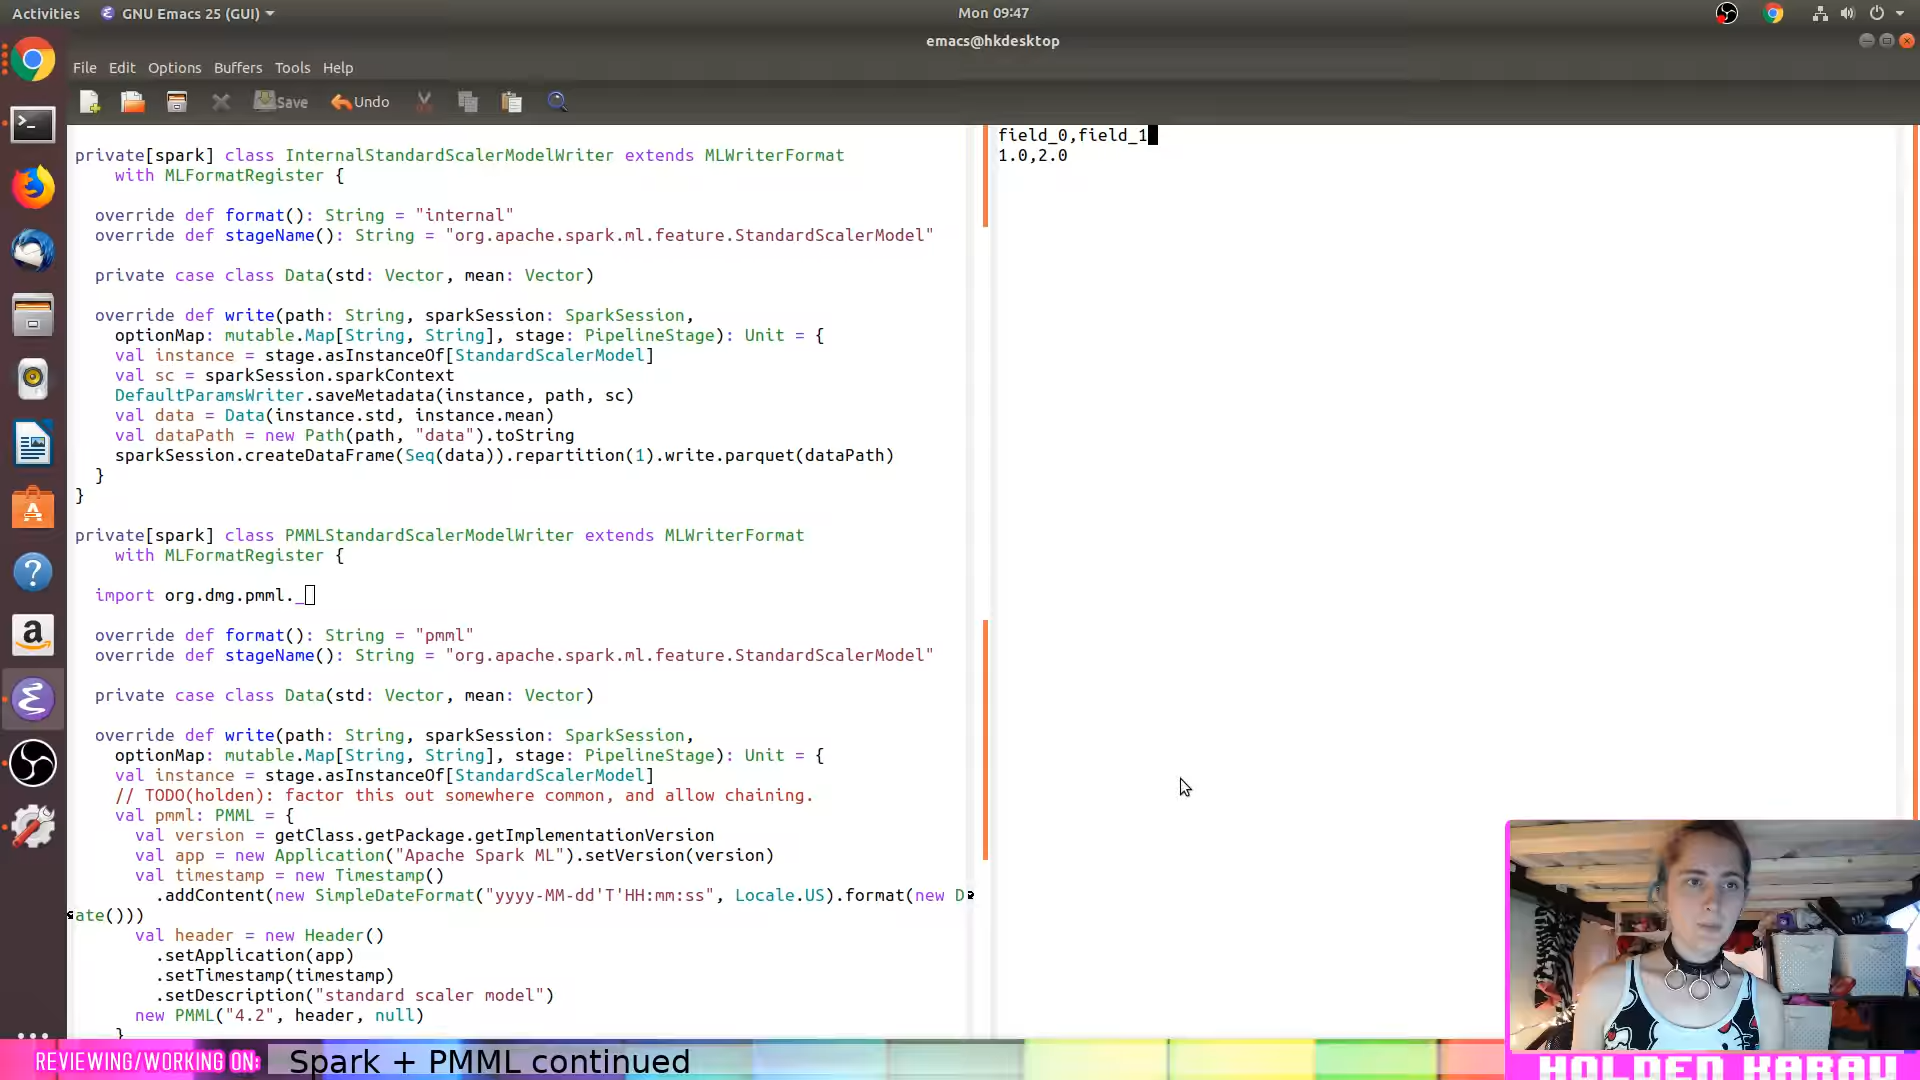 Activities
GNU Emacs 25 (GUI)
Mon 09:47
emacs@hkdesktop
File Edit Options Buffers Tools Help
Save Undo
private[spark] class InternalStandardScalerModelWriter extends MLWriterFormat
with MLFormatRegister {
override def format(): String = "internal"
override def stageName(): String = "org.apache.spark.ml.feature.StandardScalerModel"
private case class Data(std: Vector, mean: Vector)
override def write(path: String, sparkSession: SparkSession,
optionMap: mutable.Map[String, String], stage: PipelineStage): Unit = {
val instance = stage.asInstanceOf[StandardScalerModel]
val sc = sparkSession.sparkContext
DefaultParamsWriter.saveMetadata(instance, path, sc)
val data = Data(instance.std, instance.mean)
val dataPath = new Path(path, "data").toString
sparkSession.createDataFrame(Seq(data)).repartition(1).write.parquet(dataPath)
}
}
private[spark] class PMMLStandardScalerModelWriter extends MLWriterFormat
with MLFormatRegister {
import org.dmg.pmml._
override def format(): String = "pmml"
override def stageName(): String = "org.apache.spark.ml.feature.StandardScalerModel"
private case class Data(std: Vector, mean: Vector)
override def write(path: String, sparkSession: SparkSession,
optionMap: mutable.Map[String, String], stage: PipelineStage): Unit = {
val instance = stage.asInstanceOf[StandardScalerModel]
// TODO(holden): factor this out somewhere common, and allow chaining.
val pmml: PMML = {
val version = getClass.getPackage.getImplementationVersion
val app = new Application("Apache Spark ML").setVersion(version)
val timestamp = new Timestamp()
.addContent(new SimpleDateFormat("yyyy-MM-dd'T'HH:mm:ss", Locale.US).format(new D
ate()))
val header = new Header()
.setApplication(app)
.setTimestamp(timestamp)
.setDescription("standard scaler model")
new PMML("4.2", header, null)
}
field_0,field_1
1.0,2.0
REVIEWING/WORKING ON: Spark + PMML continued
HOLDEN KARAU